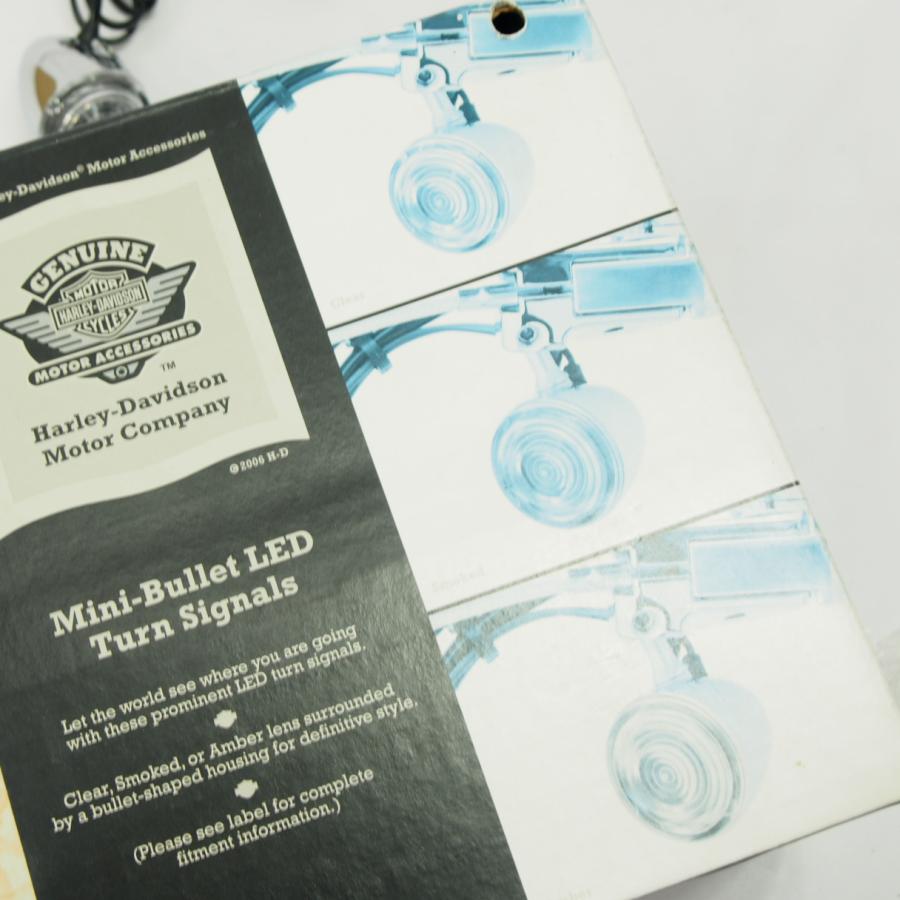 ey-Davidson® Motor Accessories
GENUINE
MOTOR
HARLEY-DAVIDSON
CYCLES
MOTOR ACCESSORIES
TM
Harley-Davidson
Motor Company
©2006 H-D
Mini-Bullet LED
Turn Signals
Let the world see where you are going
with these prominent LED turn signals.
Clear, Smoked, or Amber lens surrounded
by a bullet-shaped housing for definitive style.
(Please see label for complete
fitment information.)
Clear
Smoked